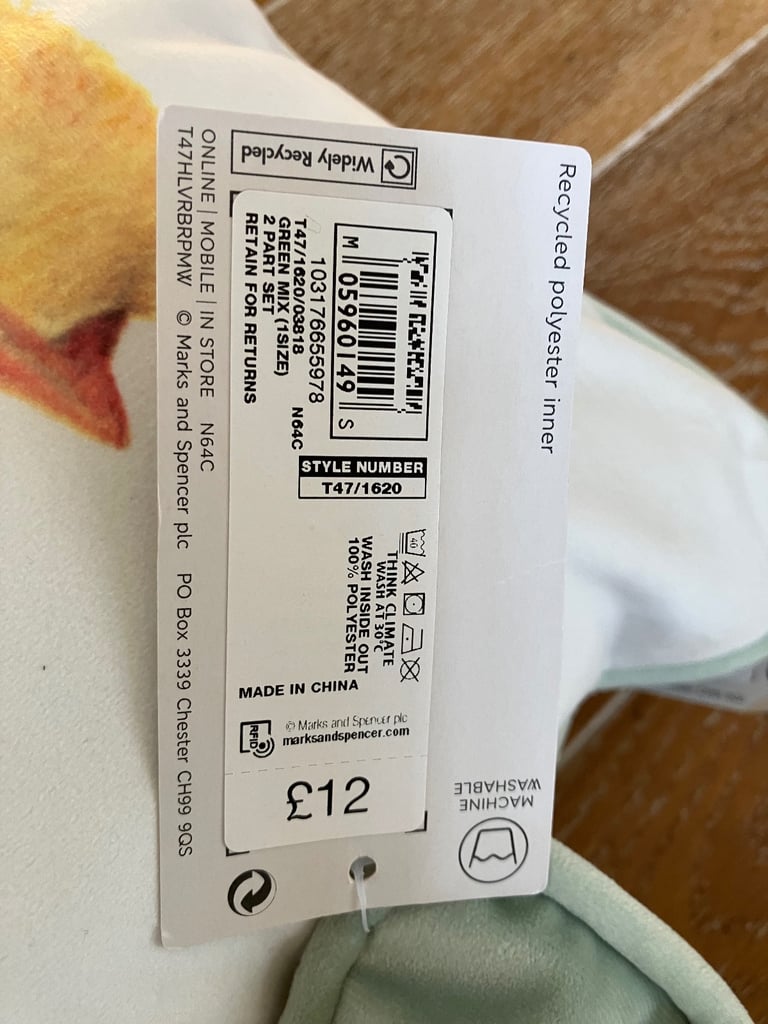 Recycled polyester inner
Widely Recycled
M 05960149 S
103176655978
T47/1620/03818 N64C
GREEN MIX (1SIZE)
2 PART SET
RETAIN FOR RETURNS
STYLE NUMBER
T47/1620
40
THINK CLIMATE
WASH AT 30°C
WASH INSIDE OUT
100% POLYESTER
MADE IN CHINA
RFID
© Marks and Spencer plc
marksandspencer.com
£12
MACHINE
WASHABLE
ONLINE | MOBILE | IN STORE N64C
T47HLVRBRPMW © Marks and Spencer plc PO Box 3339 Chester CH99 9QS